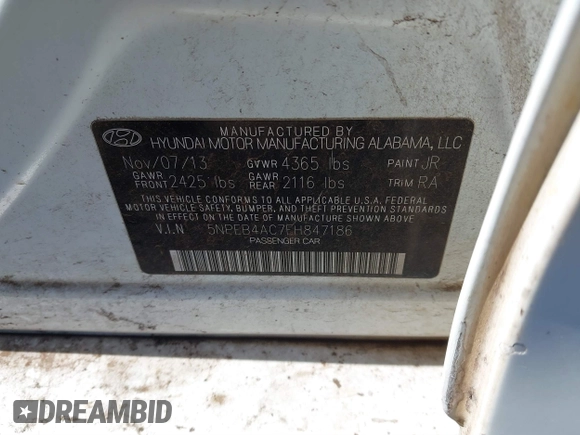 MANUFACTURED BY
HYUNDAI MOTOR MANUFACTURING ALABAMA, LLC
Nov/07/13 GVWR 4365 lbs PAINT JR
GAWR FRONT 2425 lbs GAWR REAR 2116 lbs TRIM RA
THIS VEHICLE CONFORMS TO ALL APPLICABLE U.S.A. FEDERAL
MOTOR VEHICLE SAFETY, BUMPER, AND THEFT PREVENTION STANDARDS
IN EFFECT ON THE DATE OF MANUFACTURE SHOWN ABOVE.
V.I.N 5NPEB4AC7EH847186
PASSENGER CAR
DREAMBID